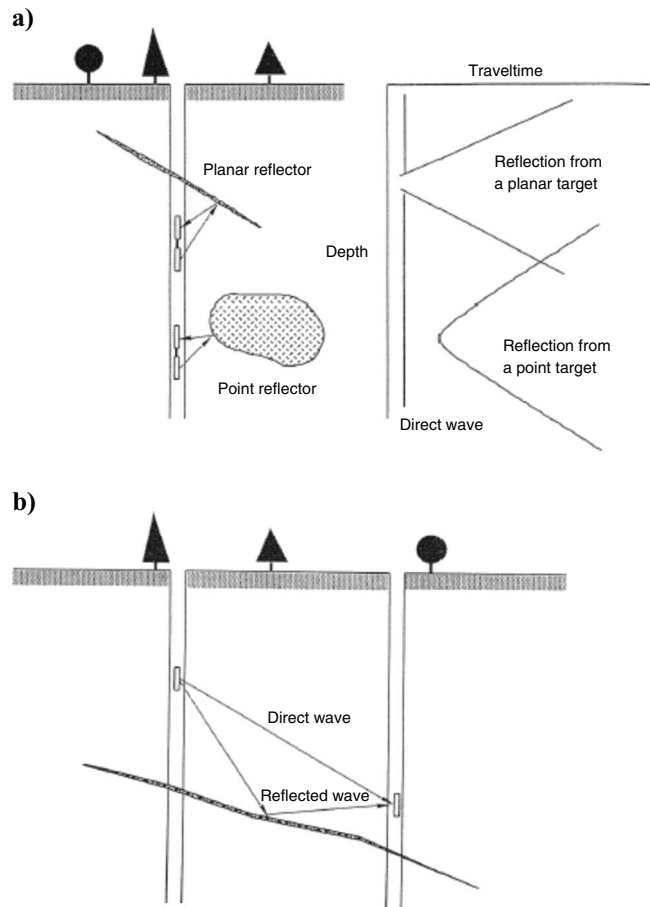 a)
Traveltime
Planar reflector
Reflection from
a planar target
Depth
Point reflector
Reflection from
a point target
Direct wave
b)
Direct wave
Reflected wave